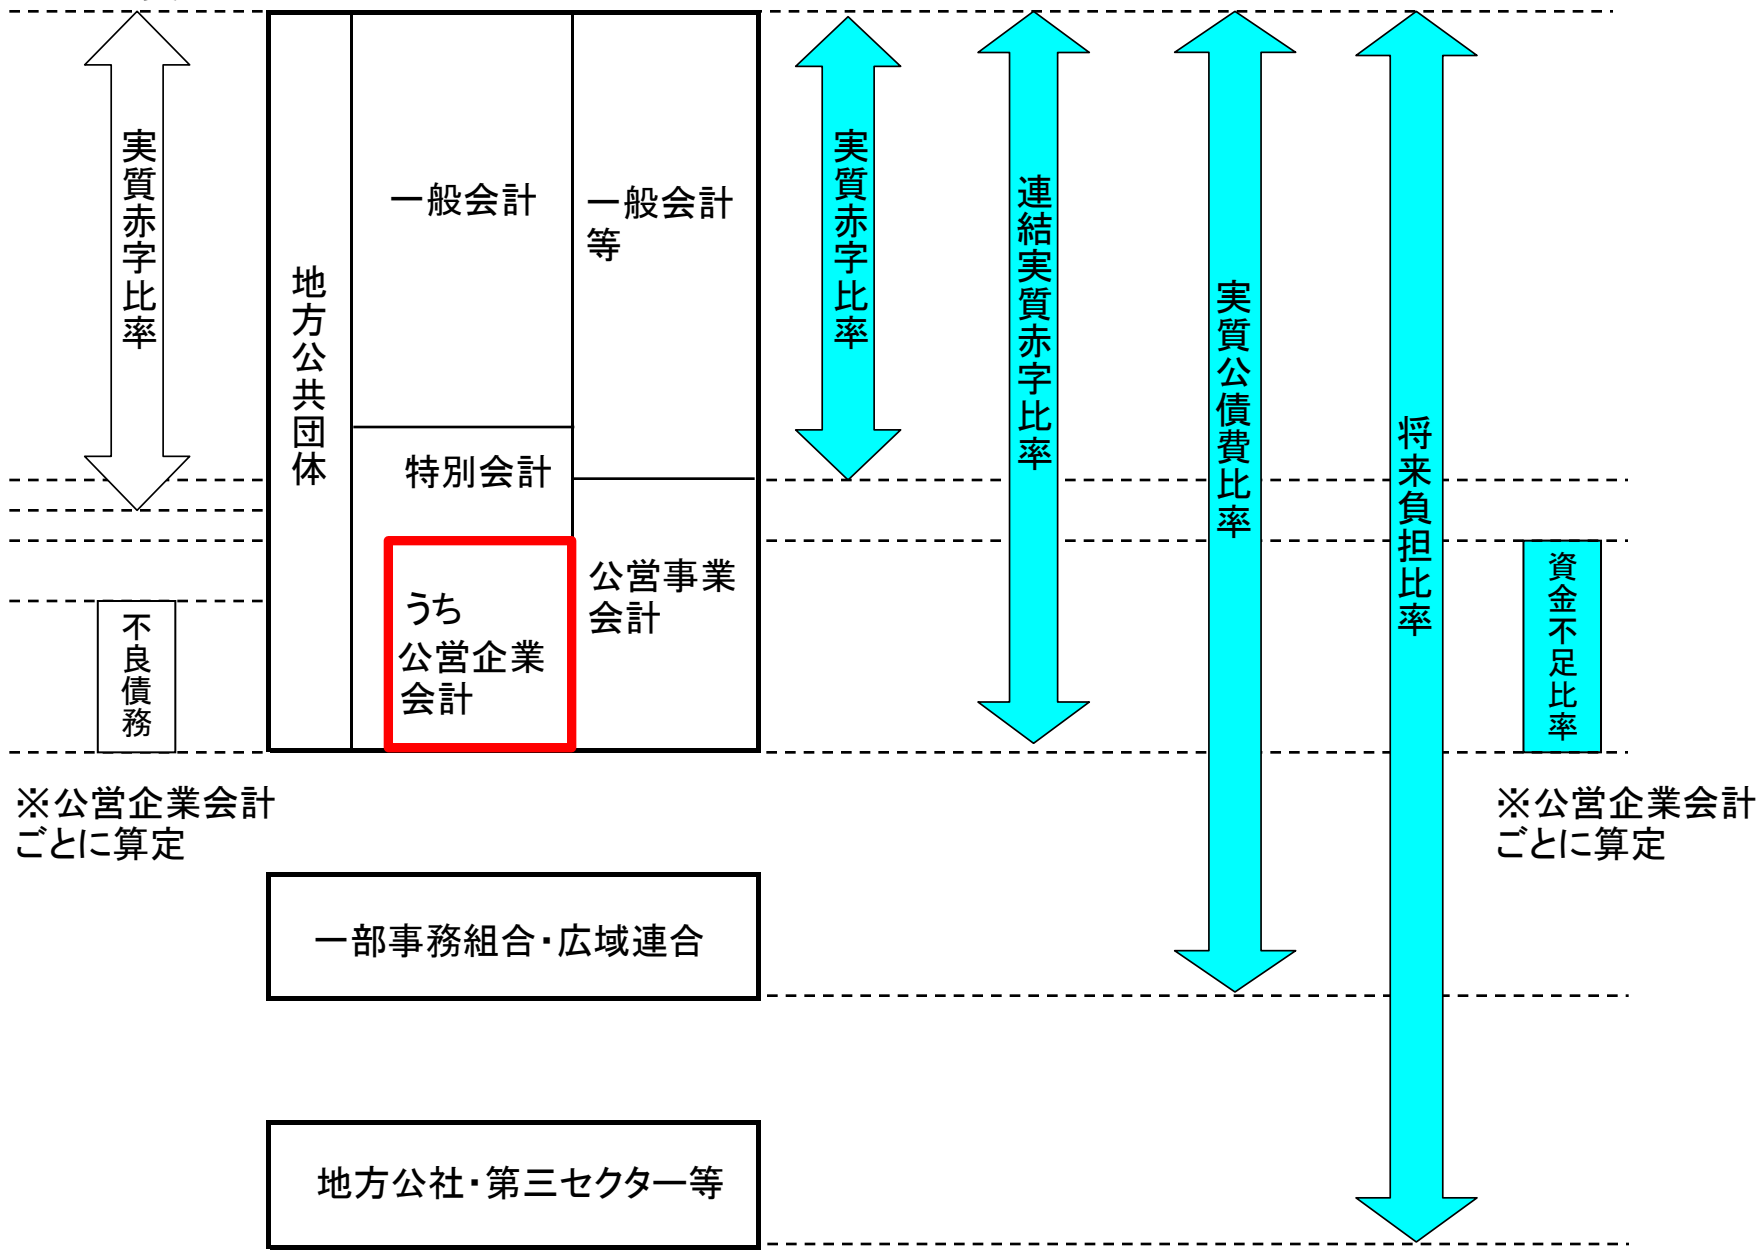 実質赤字比率
地方公共団体
一般会計
一般会計
等
特別会計
うち
公営企業
会計
公営事業
会計
実質赤字比率
連結実質赤字比率
実質公債費比率
将来負担比率
不良債務
資金不足比率
※公営企業会計
ごとに算定
※公営企業会計
ごとに算定
一部事務組合・広域連合
地方公社・第三セクター等